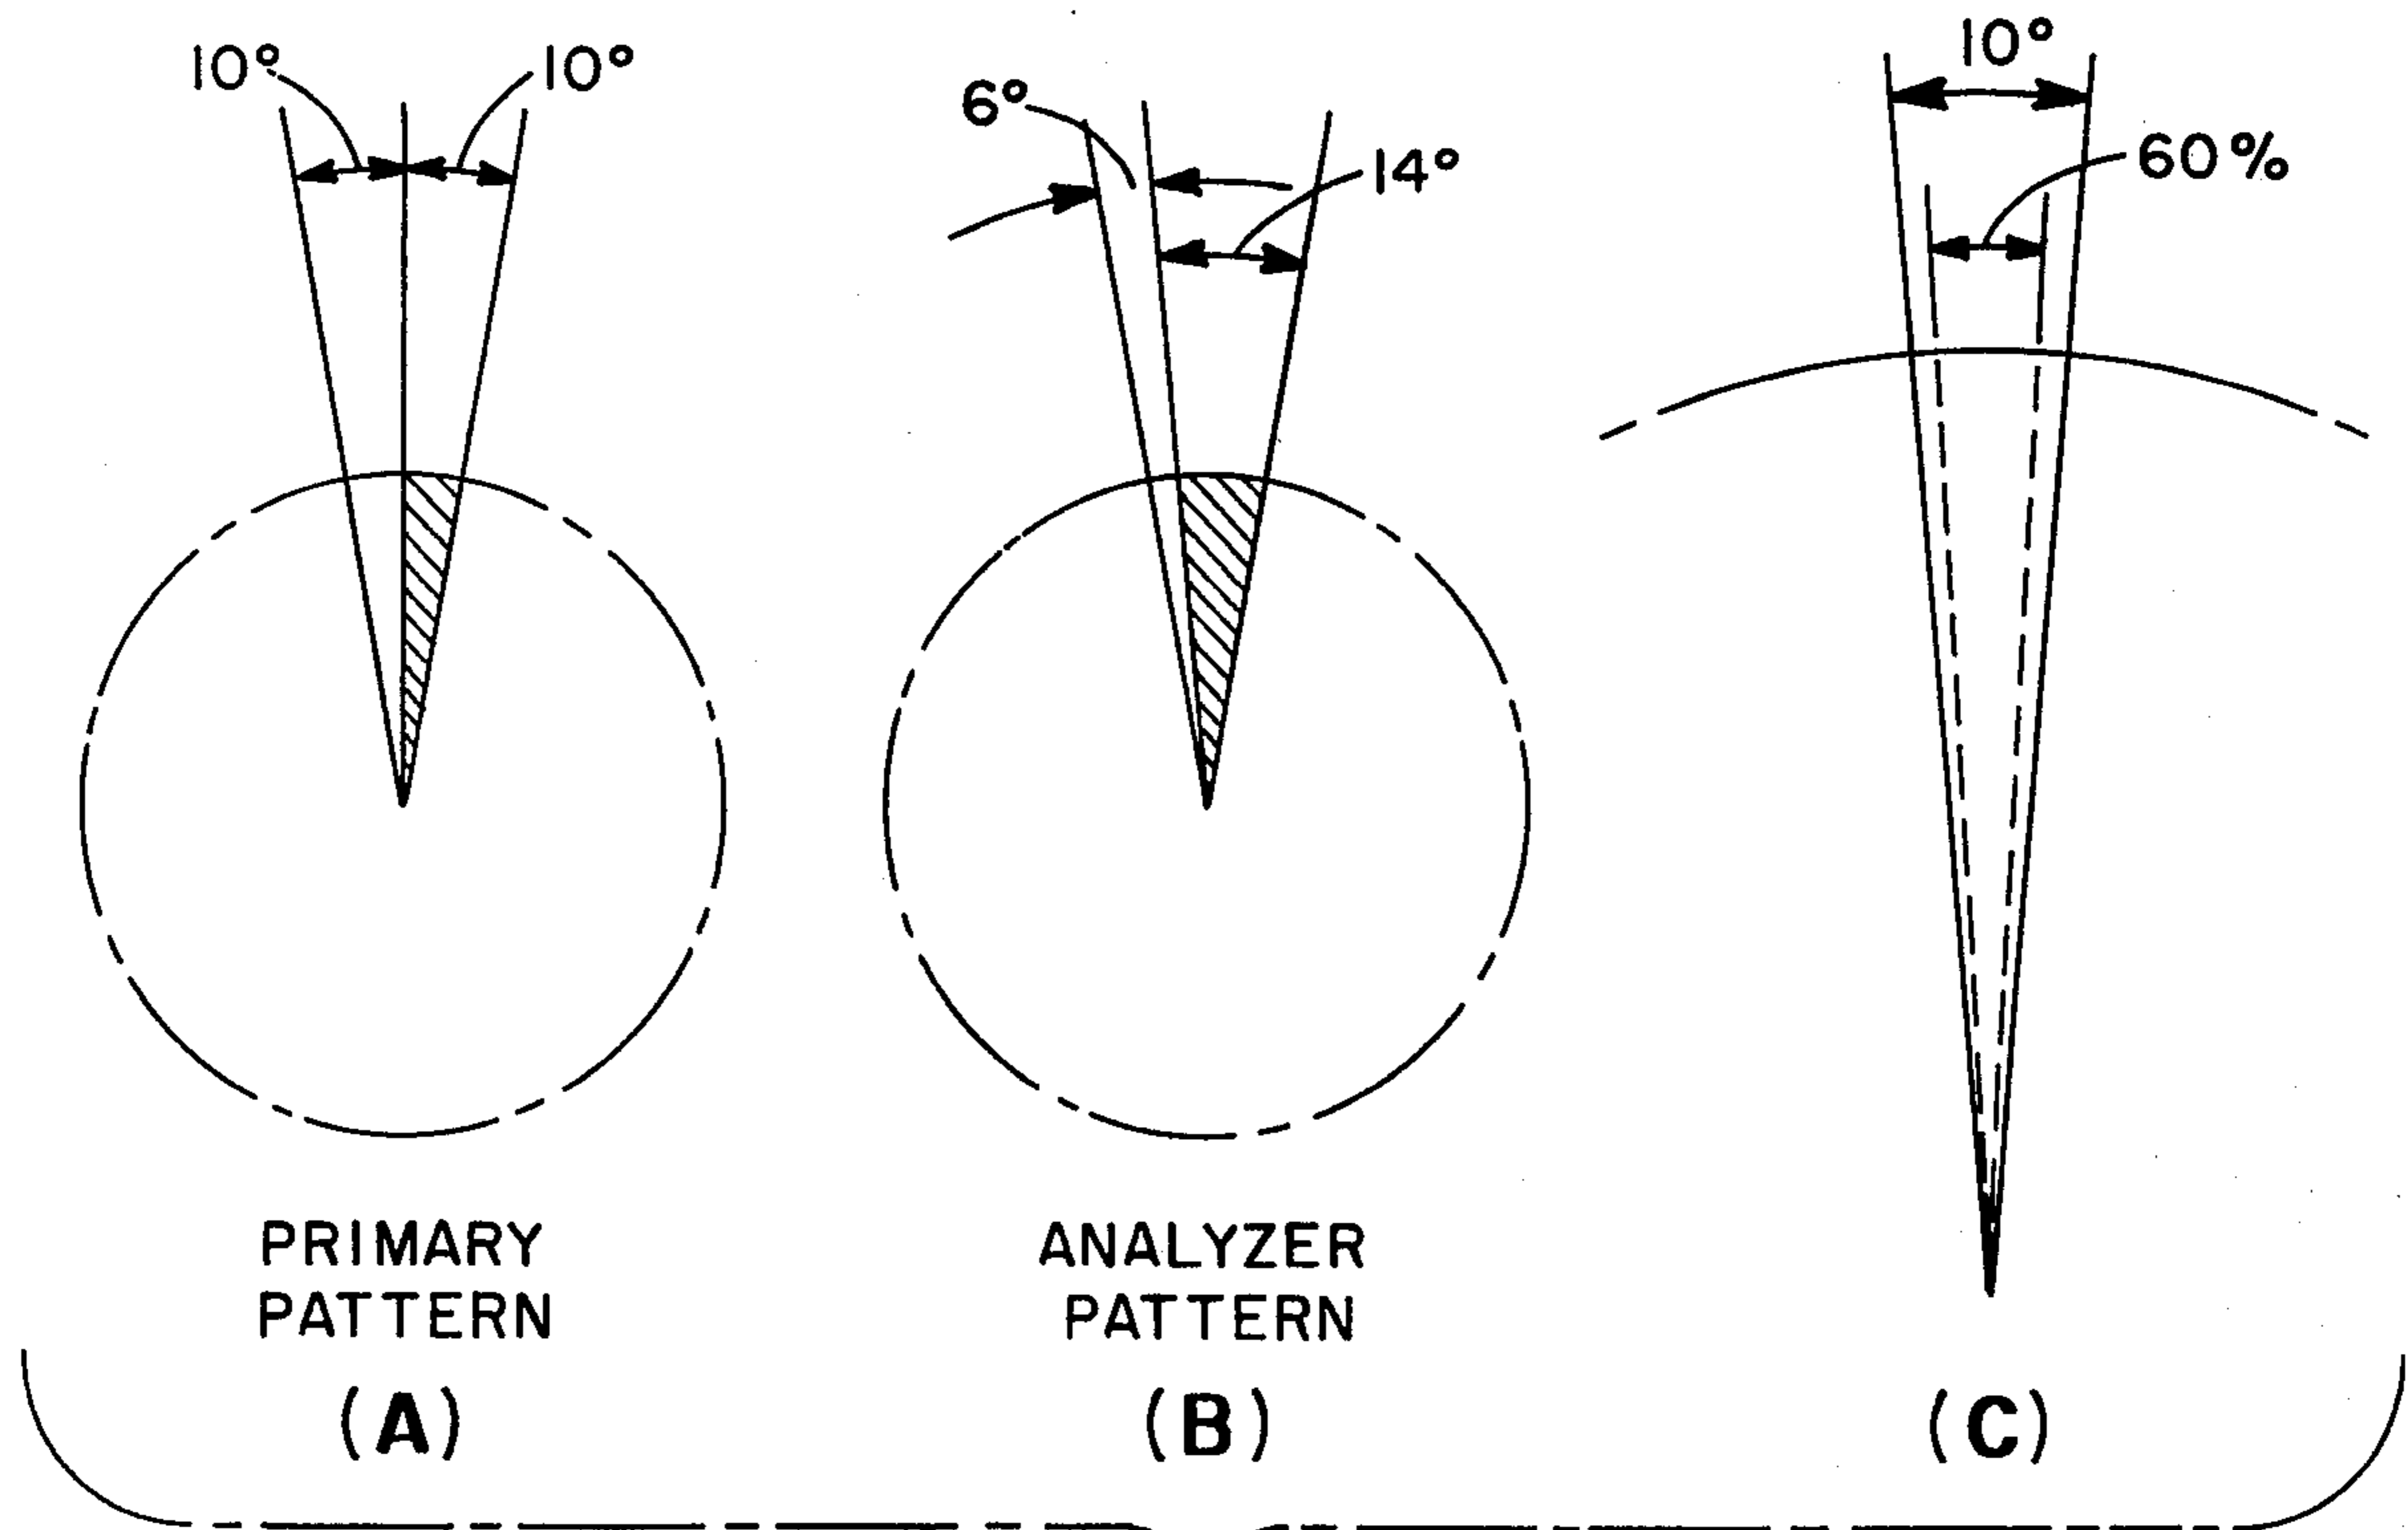 10° 10°
6°
14°
10°
60%
PRIMARY
PATTERN
(A)
ANALYZER
PATTERN
(B)
(C)